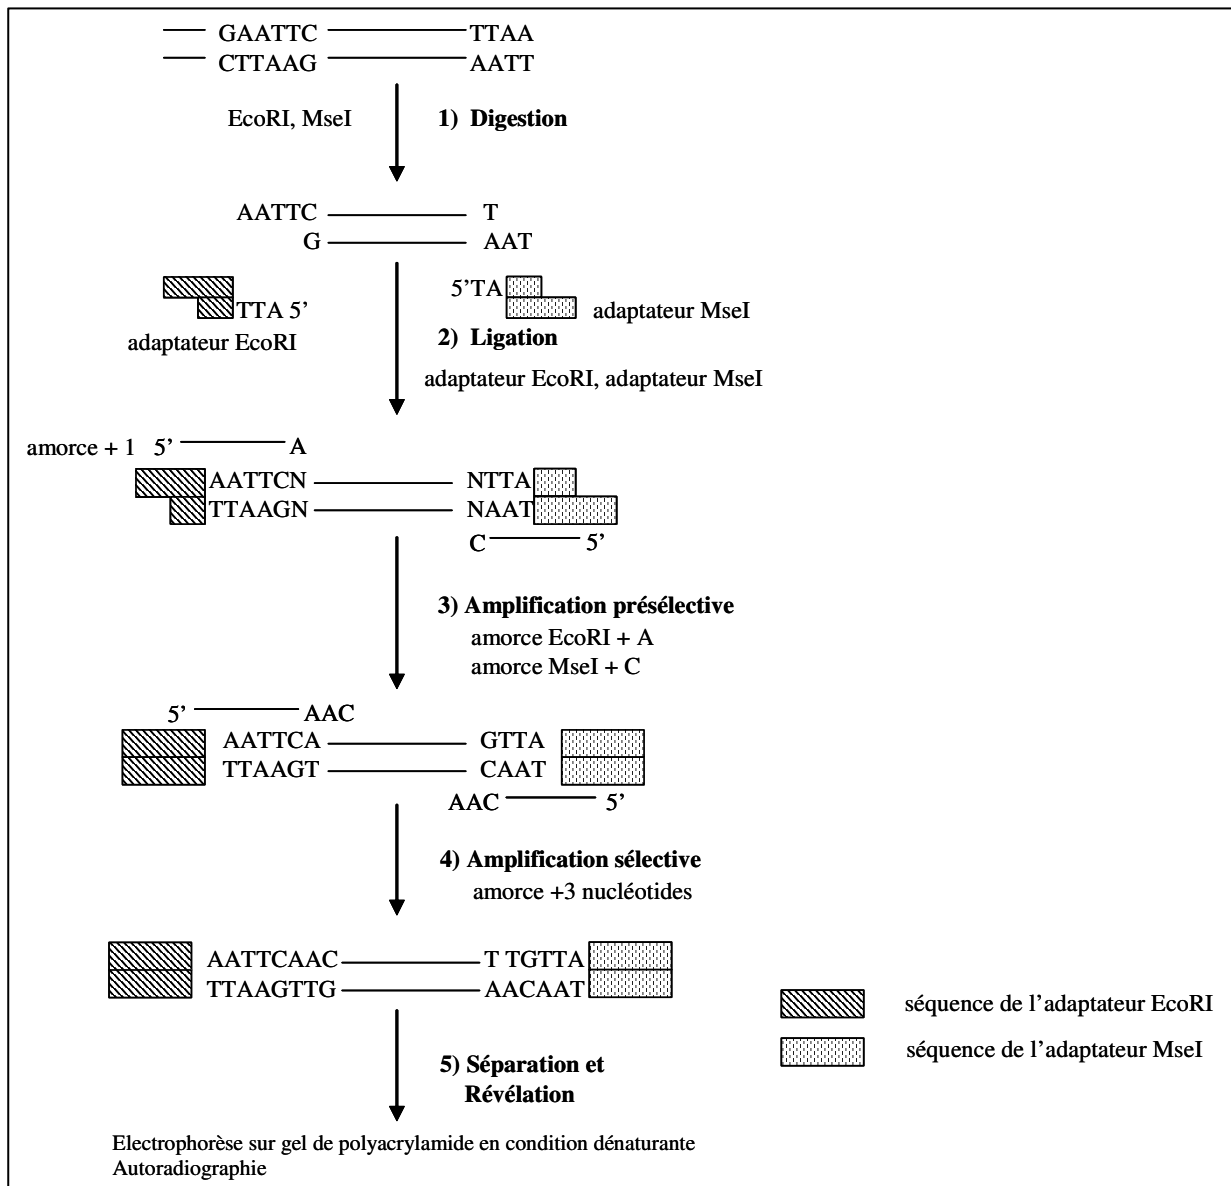 GAATTC TTAA
CTTAAG AATT
EcoRI, MseI 1) Digestion
AATTC T
G AAT
5’TA
TTA 5’ adaptateur MseI
adaptateur EcoRI 2) Ligation
adaptateur EcoRI, adaptateur MseI
amorce + 1 5’ A
AATTCN NTTA
TTAAGN NAAT
C 5’
3) Amplification présélective
amorce EcoRI + A
amorce MseI + C
5’ AAC
AATTCA GTTA
TTAAGT CAAT
AAC 5’
4) Amplification sélective
amorce +3 nucléotides
AATTCAAC T TGTTA
TTAAGTTG AACAAT
séquence de l’adaptateur EcoRI
séquence de l’adaptateur MseI
5) Séparation et
Révélation
Electrophorèse sur gel de polyacrylamide en condition dénaturante
Autoradiographie